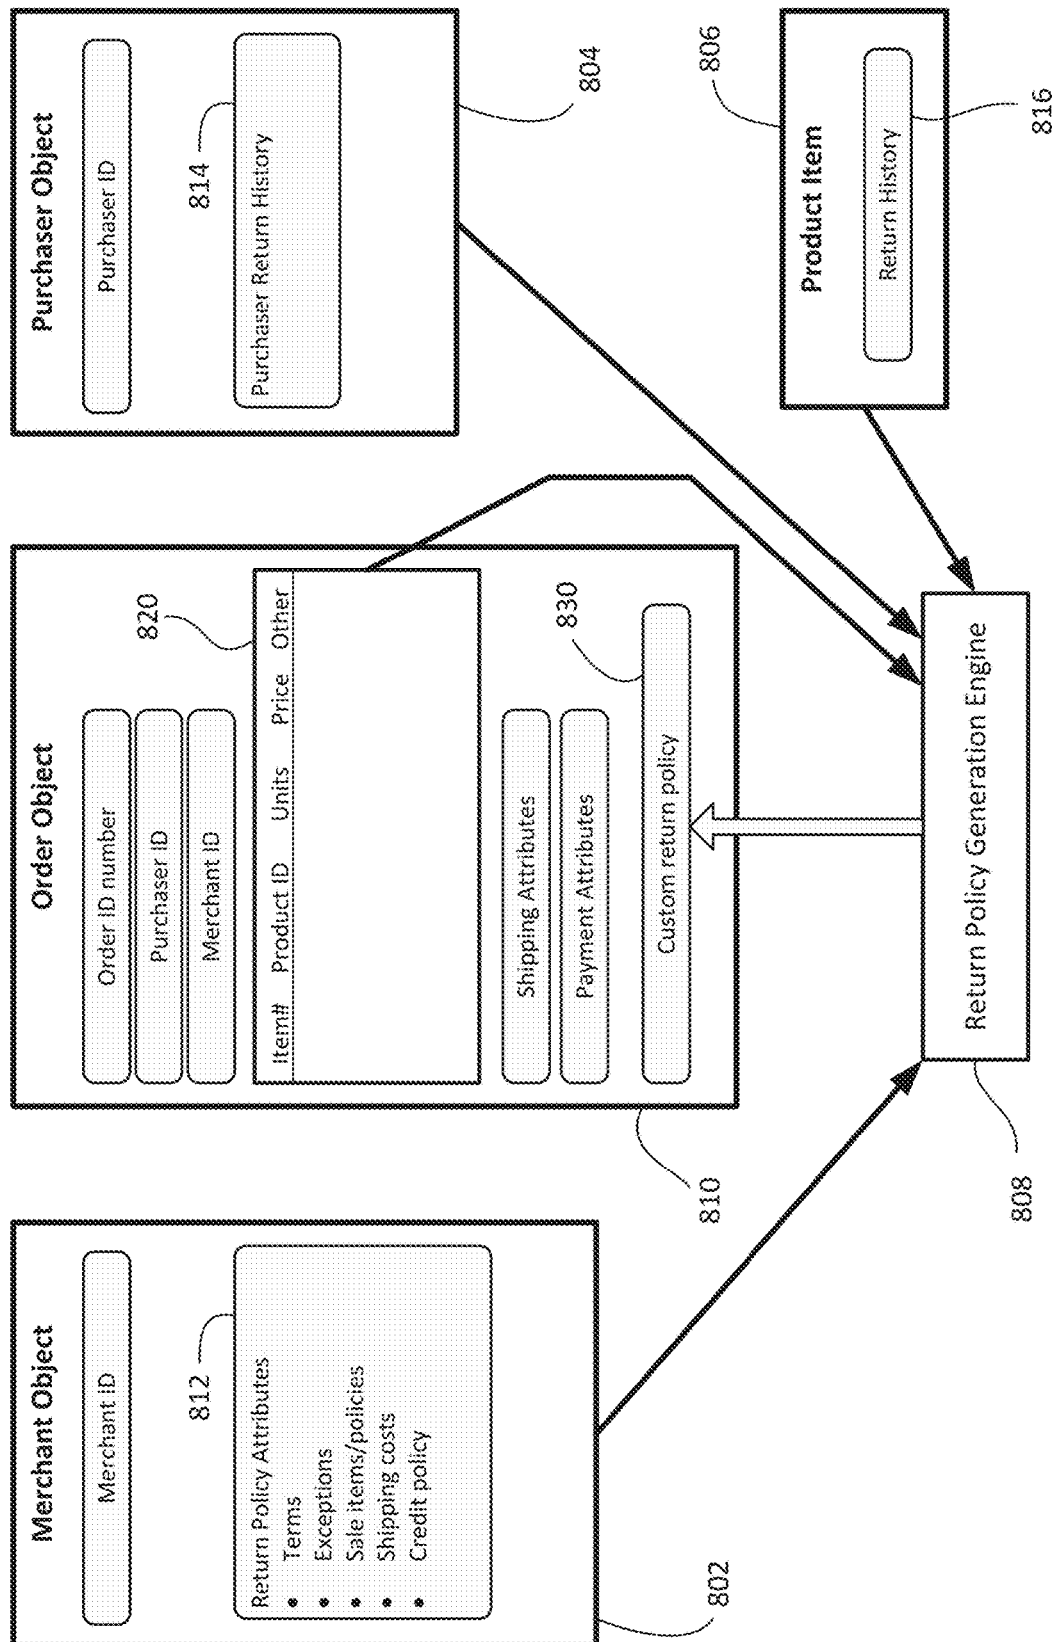 Merchant Object
Merchant ID
812
Return Policy Attributes
• Terms
• Exceptions
• Sale items/policies
• Shipping costs
• Credit policy
802
Order Object
Order ID number
Purchaser ID
Merchant ID
820
Item# Product ID Units Price Other
Shipping Attributes
Payment Attributes
830
Custom return policy
810
Purchaser Object
Purchaser ID
814
Purchaser Return History
804
806
Product Item
Return History
816
Return Policy Generation Engine
808